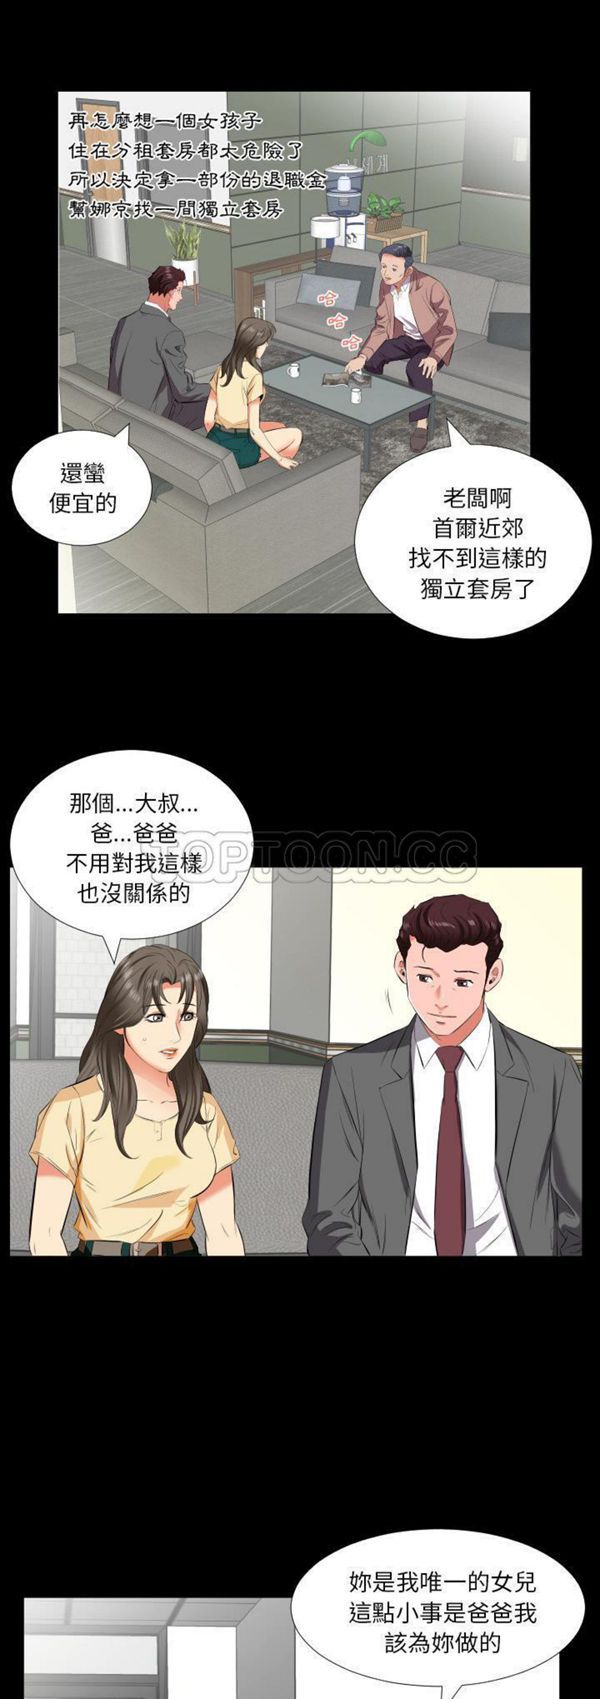 再怎麼想一個女孩子
住在分租套房都太危險了
所以決定拿一部份的退職金
幫娜京找一間獨立套房
哈
哈
哈
還蠻
便宜的
老闆啊
首爾近郊
找不到這樣的
獨立套房了
那個...大叔...
爸...爸爸
不用對我這樣
也沒關係的
TOPTOON.CC
妳是我唯一的女兒
這點小事是爸爸我
該為妳做的